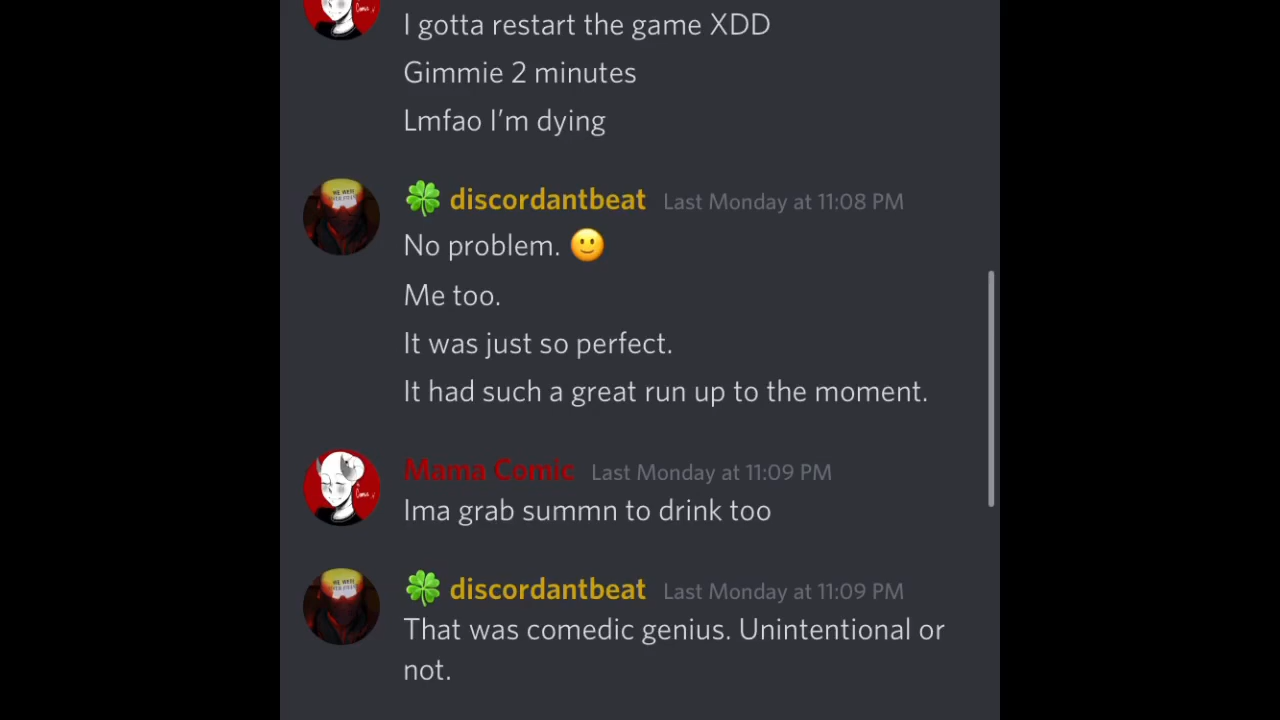 I gotta restart the game XDD
Gimmie 2 minutes
Lmfao I’m dying
🍀 discordantbeat Last Monday at 11:08 PM
No problem. 🙂
Me too.
It was just so perfect.
It had such a great run up to the moment.
Mama Comic Last Monday at 11:09 PM
Ima grab summn to drink too
🍀 discordantbeat Last Monday at 11:09 PM
That was comedic genius. Unintentional or
not.